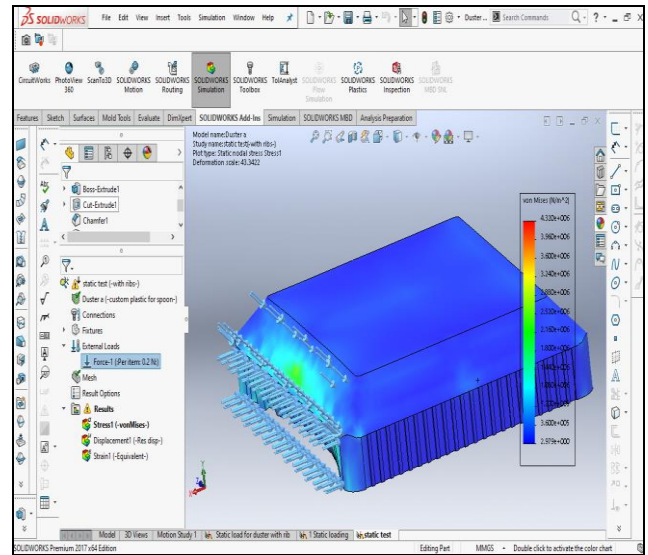 SOLIDWORKS File Edit View Insert Tools Simulation Window Help Duster ... Search Commands
CircuitWorks PhotoView 360 ScanTo3D SOLIDWORKS Motion SOLIDWORKS Routing SOLIDWORKS Simulation SOLIDWORKS Toolbox TolAnalyst SOLIDWORKS Flow Simulation SOLIDWORKS Plastics SOLIDWORKS Inspection SOLIDWORKS MBD SNL
Features Sketch Surfaces Mold Tools Evaluate DimXpert SOLIDWORKS Add-Ins Simulation SOLIDWORKS MBD Analysis Preparation
Model name:Duster a
Study name:static test(-with ribs-)
Plot type: Static nodal stress Stress1
Deformation scale: 43.3422
Boss-Extrude1
Cut-Extrude1
Chamfer1
static test (-with ribs-)
Duster a (-custom plastic for spoon-)
Connections
Fixtures
External Loads
Force-1 (:Per item: 0.2 N:)
Mesh
Result Options
Results
Stress1 (-vonMises-)
Displacement1 (-Res disp-)
Strain1 (-Equivalent-)
von Mises (N/m^2)
4.320e+006
3.960e+006
3.600e+006
2.160e+006
1.800e+006
3.600e+005
2.979e+000
Model 3D Views Motion Study 1 Static load for duster with rib 1 Static loading static test
SOLIDWORKS Premium 2017 x64 Edition Editing Part MMGS Double click to activate the color chart